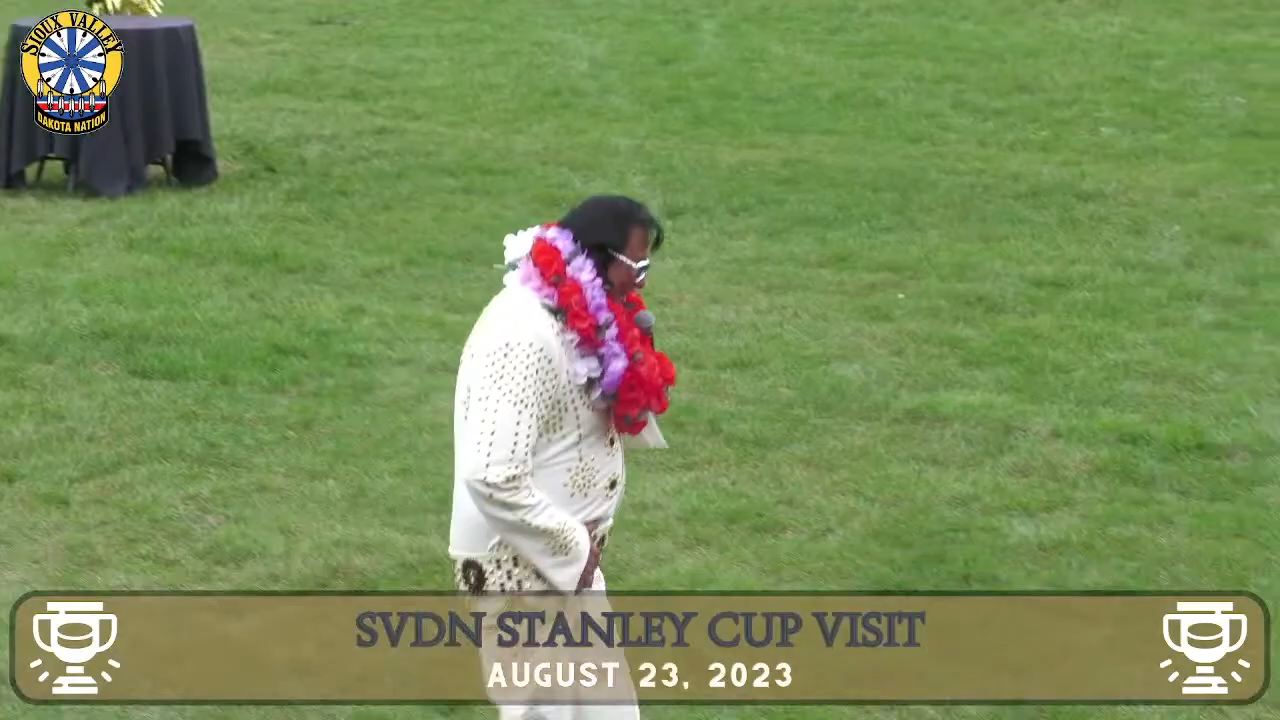 SIOUX VALLEY
DAKOTA NATION
SVDN STANLEY CUP VISIT
AUGUST 23, 2023